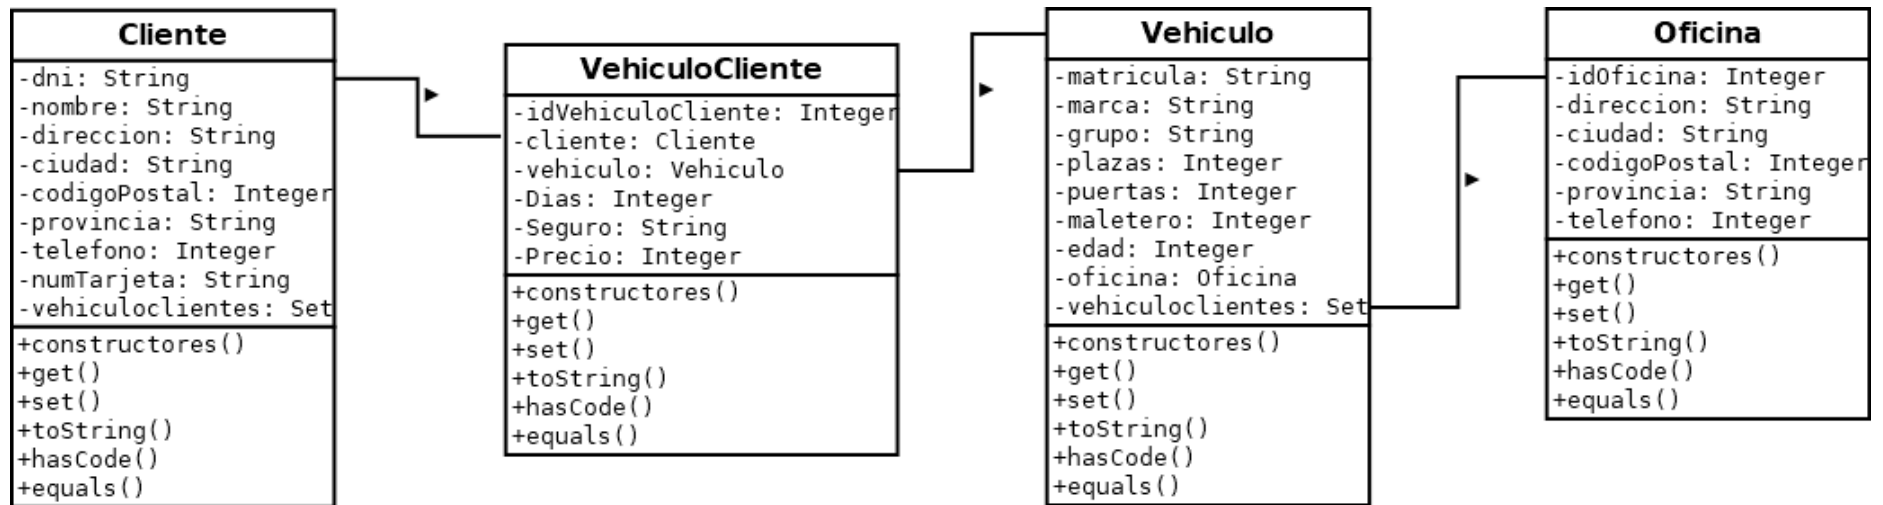 Cliente
-dni: String
-nombre: String
-direccion: String
-ciudad: String
-codigoPostal: Integer
-provincia: String
-telefono: Integer
-numTarjeta: String
-vehiculoclientes: Set
+constructores()
+get()
+set()
+toString()
+hasCode()
+equals()
VehiculoCliente
-idVehiculoCliente: Integer
-cliente: Cliente
-vehiculo: Vehiculo
-Dias: Integer
-Seguro: String
-Precio: Integer
+constructores()
+get()
+set()
+toString()
+hasCode()
+equals()
Vehiculo
-matricula: String
-marca: String
-grupo: String
-plazas: Integer
-puertas: Integer
-maletero: Integer
-edad: Integer
-oficina: Oficina
-vehiculoclientes: Set
+constructores()
+get()
+set()
+toString()
+hasCode()
+equals()
Oficina
-idOficina: Integer
-direccion: String
-ciudad: String
-codigoPostal: Integer
-provincia: String
-telefono: Integer
+constructores()
+get()
+set()
+toString()
+hasCode()
+equals()